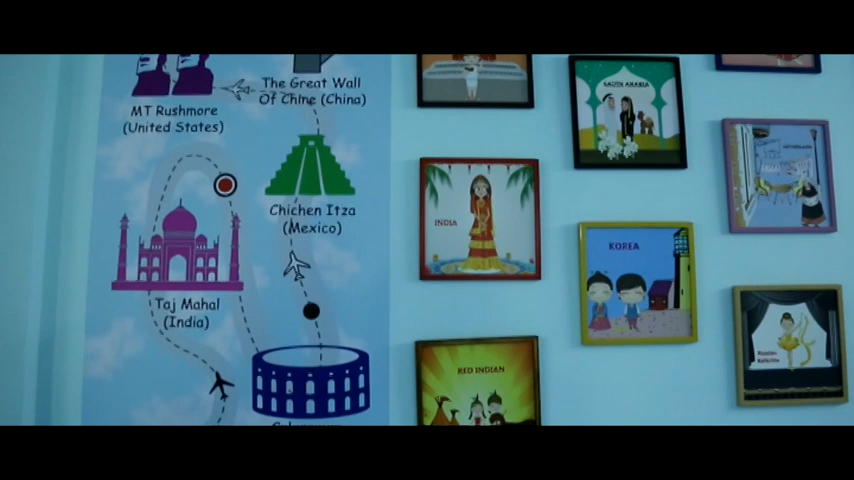 MT Rushmore
(United States)
The Great Wall
Of Chine (China)
Chichen Itza
(Mexico)
Taj Mahal
(India)
SAUDI ARABIA
INDIA
KOREA
RED INDIAN
Russian